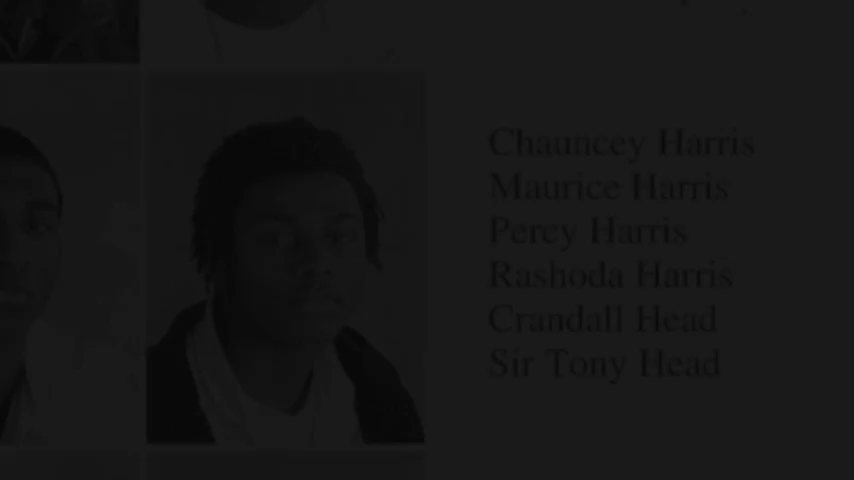 Chauncey Harris
Maurice Harris
Percy Harris
Rashoda Harris
Crandall Head
Sir Tony Head